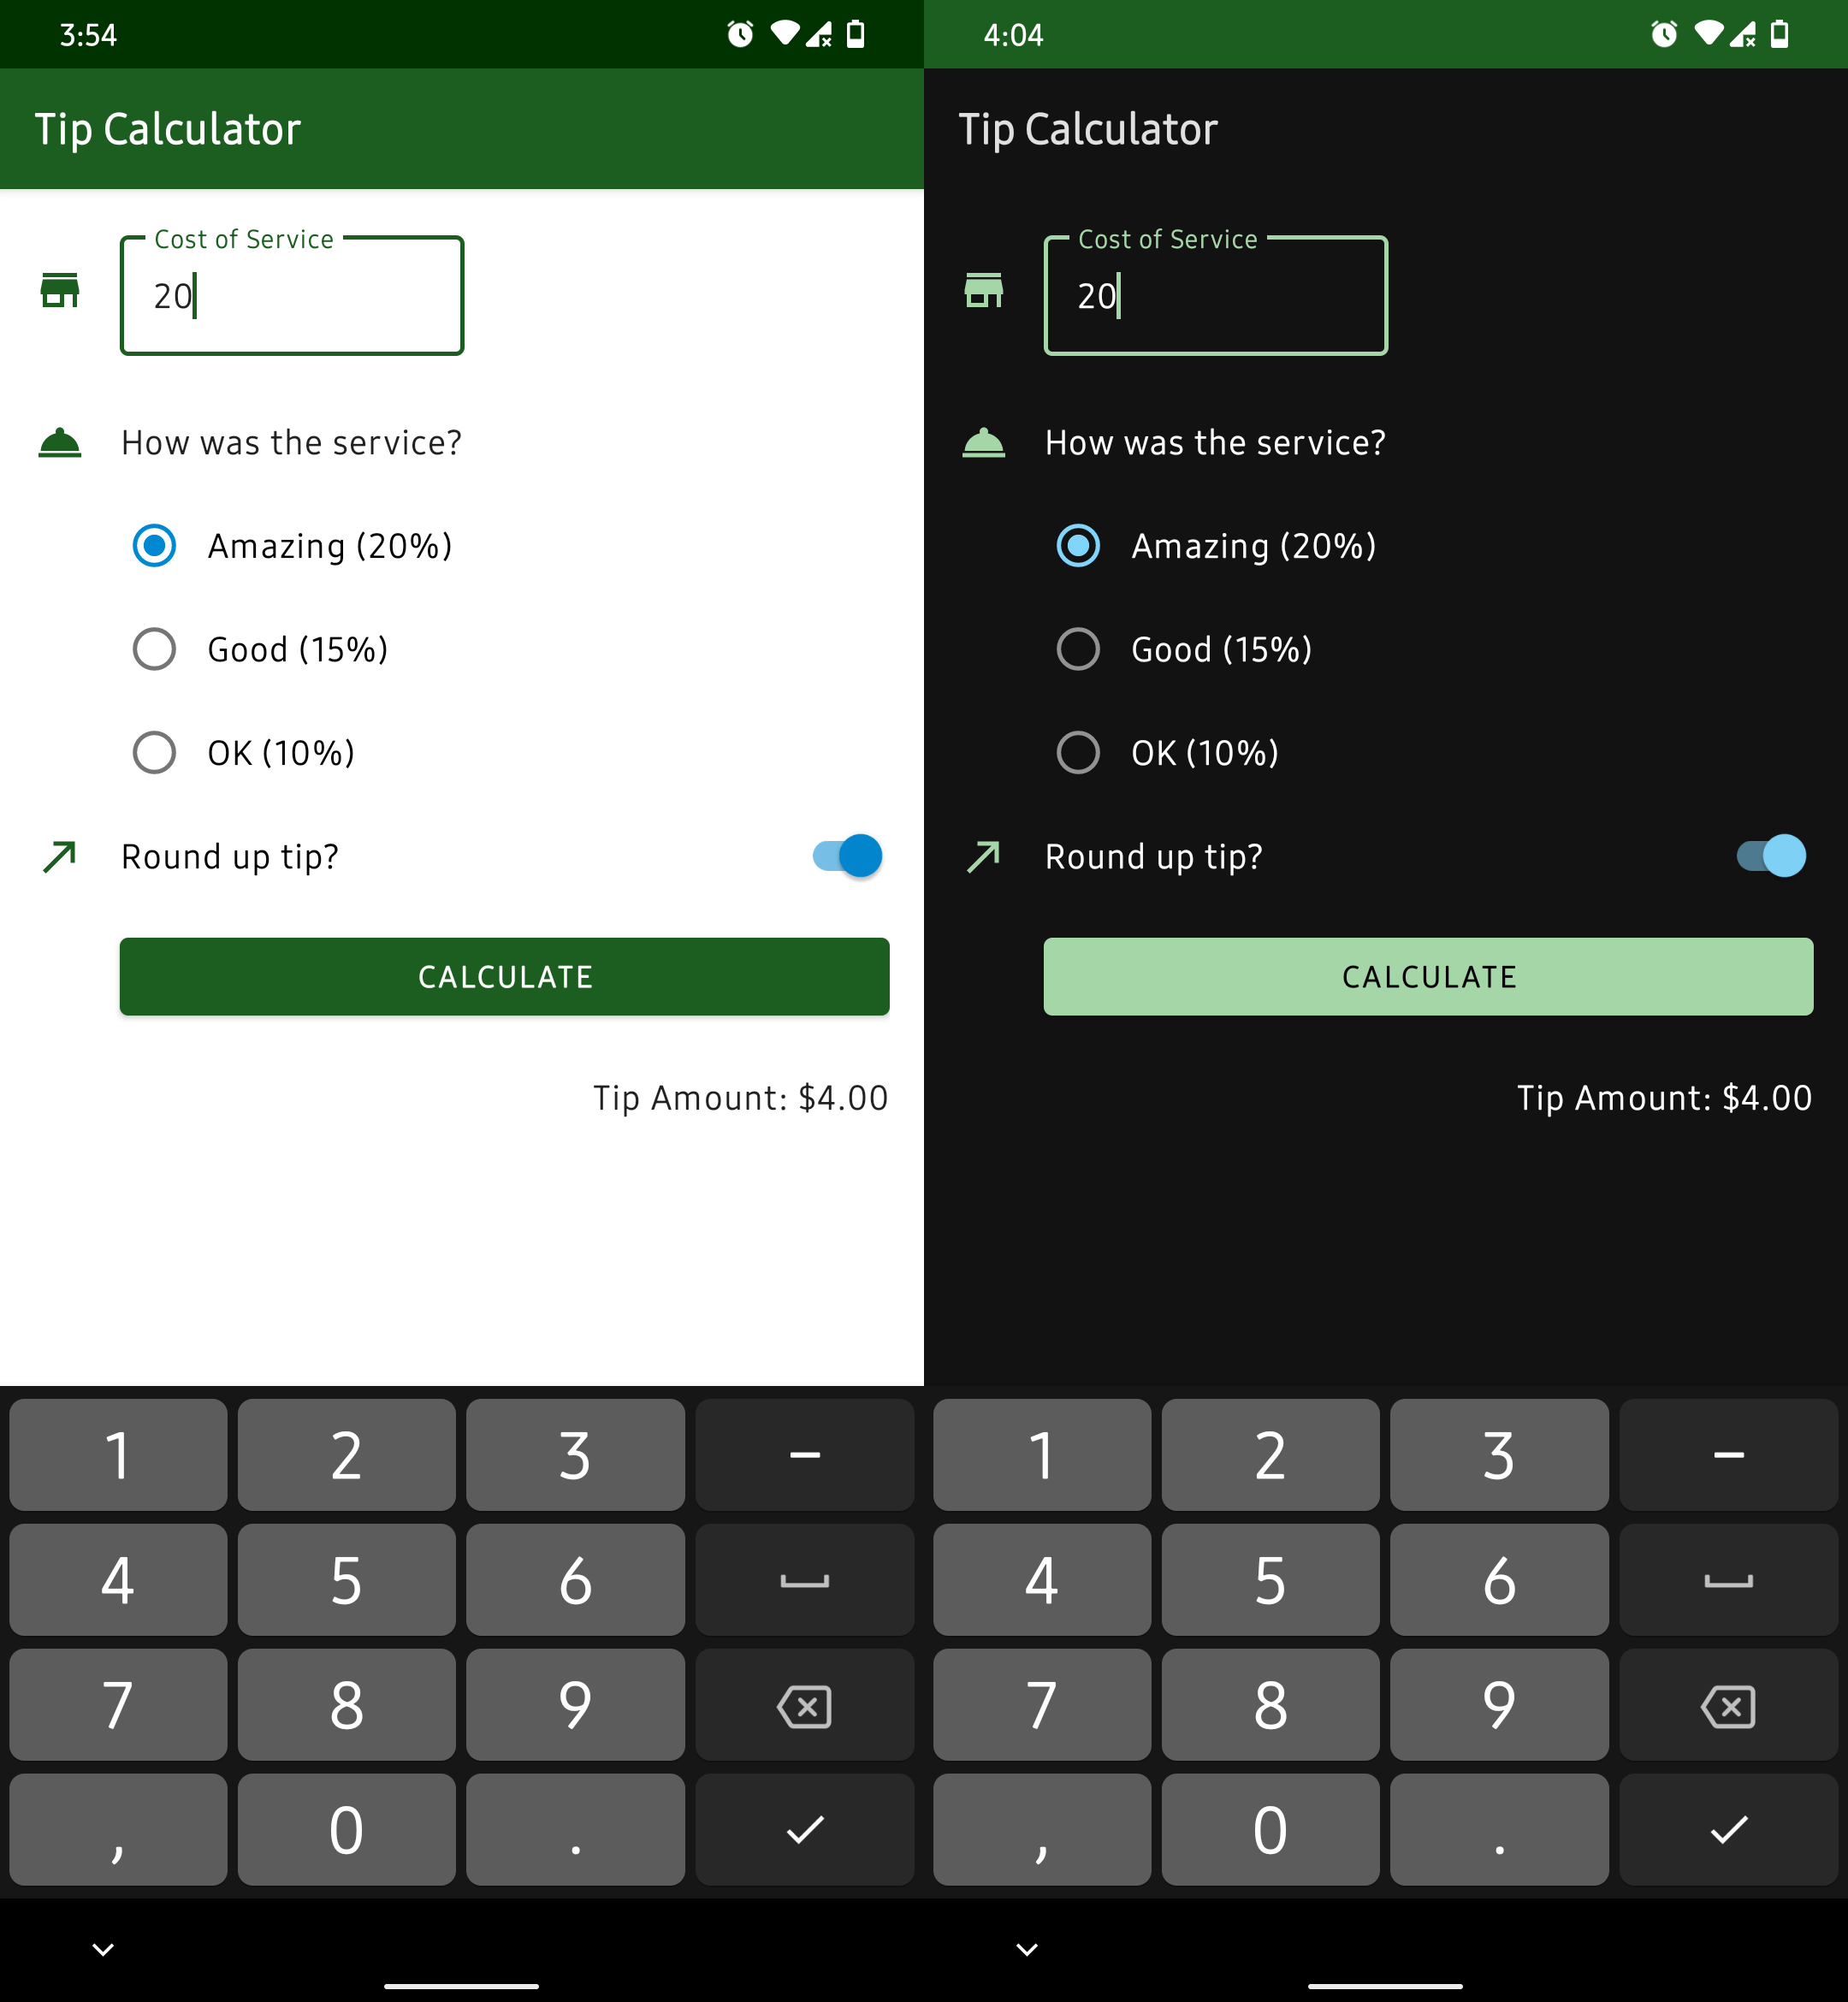 3:54
Tip Calculator
Cost of Service
20
How was the service?
Amazing (20%)
Good (15%)
OK (10%)
Round up tip?
CALCULATE
Tip Amount: $4.00
1 2 3 –
4 5 6
7 8 9
, 0 .
4:04
Tip Calculator
Cost of Service
20
How was the service?
Amazing (20%)
Good (15%)
OK (10%)
Round up tip?
CALCULATE
Tip Amount: $4.00
1 2 3 –
4 5 6
7 8 9
, 0 .